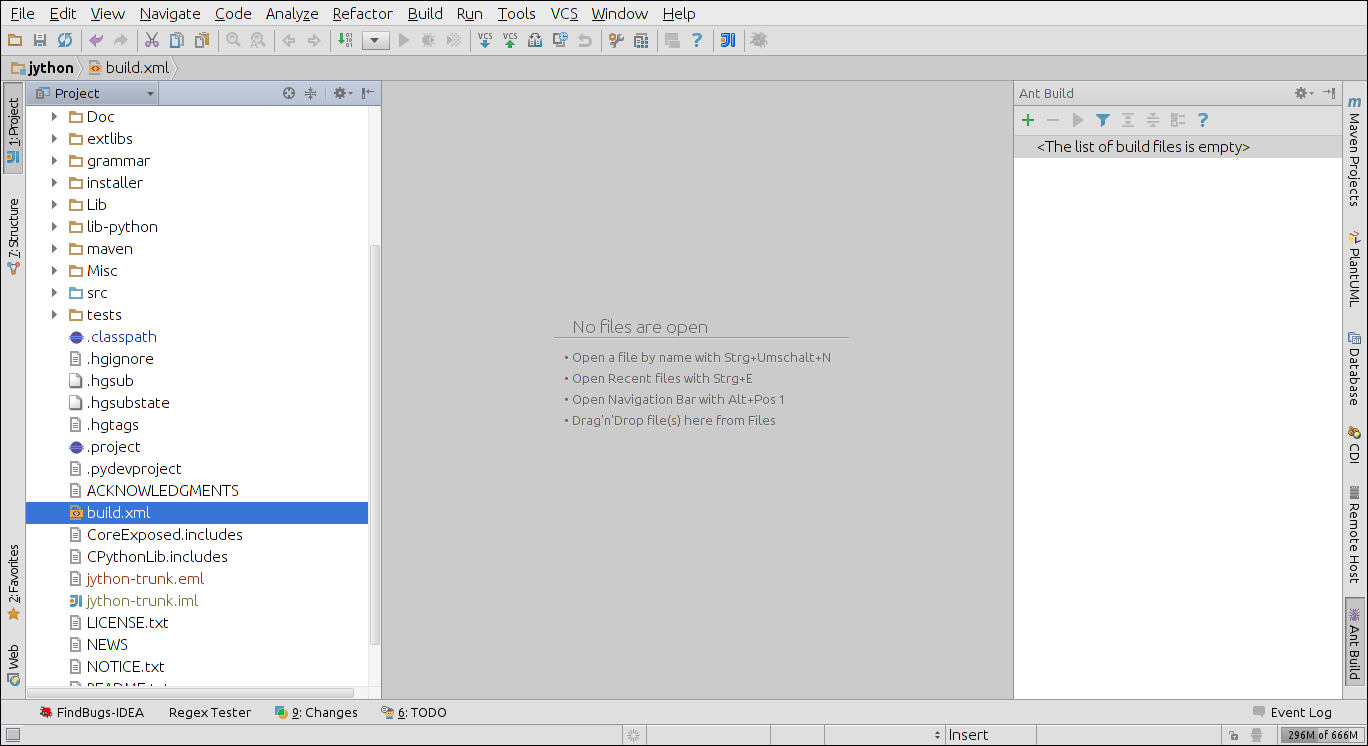 File Edit View Navigate Code Analyze Refactor Build Run Tools VCS Window Help
VCS VCS
jython build.xml
Project
Doc
extlibs
grammar
installer
Lib
lib-python
maven
Misc
src
tests
.classpath
.hgignore
.hgsub
.hgsubstate
.hgtags
.project
.pydevproject
ACKNOWLEDGMENTS
build.xml
CoreExposed.includes
CPythonLib.includes
jython-trunk.eml
jython-trunk.iml
LICENSE.txt
NEWS
NOTICE.txt
1: Project
7: Structure
2: Favorites
Web
No files are open
• Open a file by name with Strg+Umschalt+N
• Open Recent files with Strg+E
• Open Navigation Bar with Alt+Pos 1
• Drag'n'Drop file(s) here from Files
Ant Build
<The list of build files is empty>
m Maven Projects
PlantUML
Database
CDI
Remote Host
Ant Build
FindBugs-IDEA Regex Tester 9: Changes 6: TODO Event Log
Insert 296M of 666M